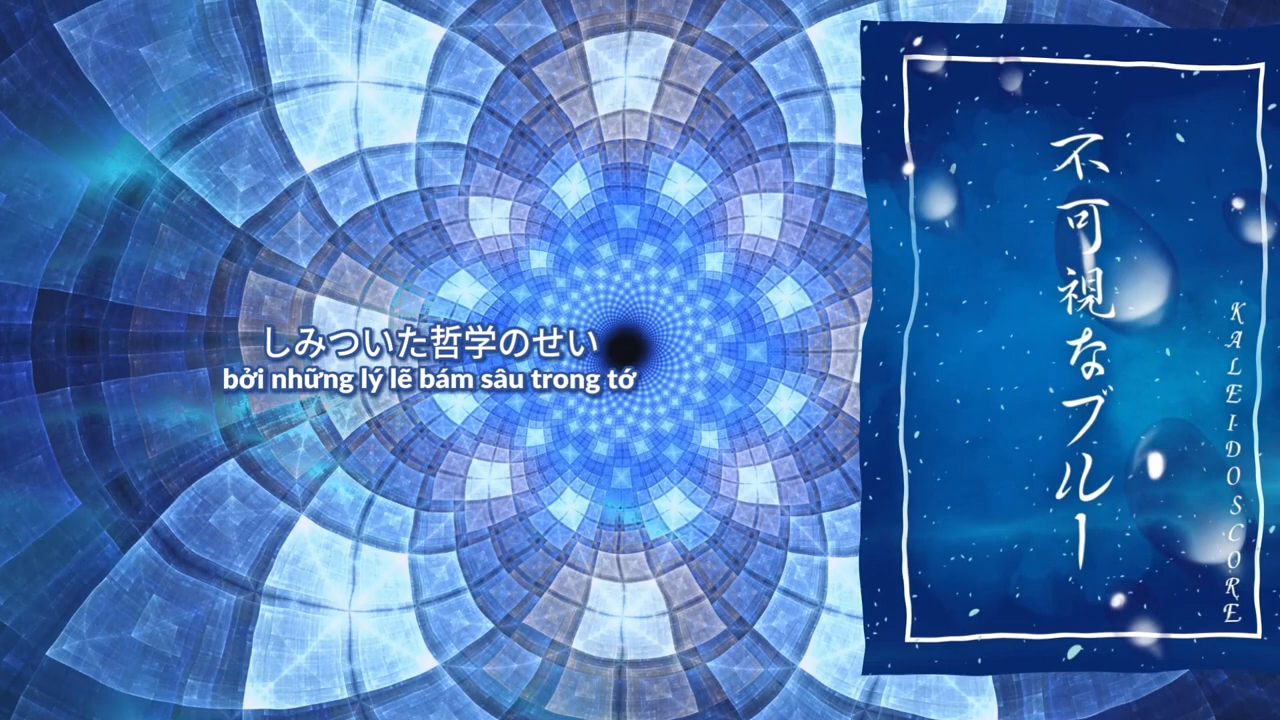 しみついた哲学のせい
bởi những lý lẽ bám sâu trong tớ
不可視なブルー
KALEIDOSCORE